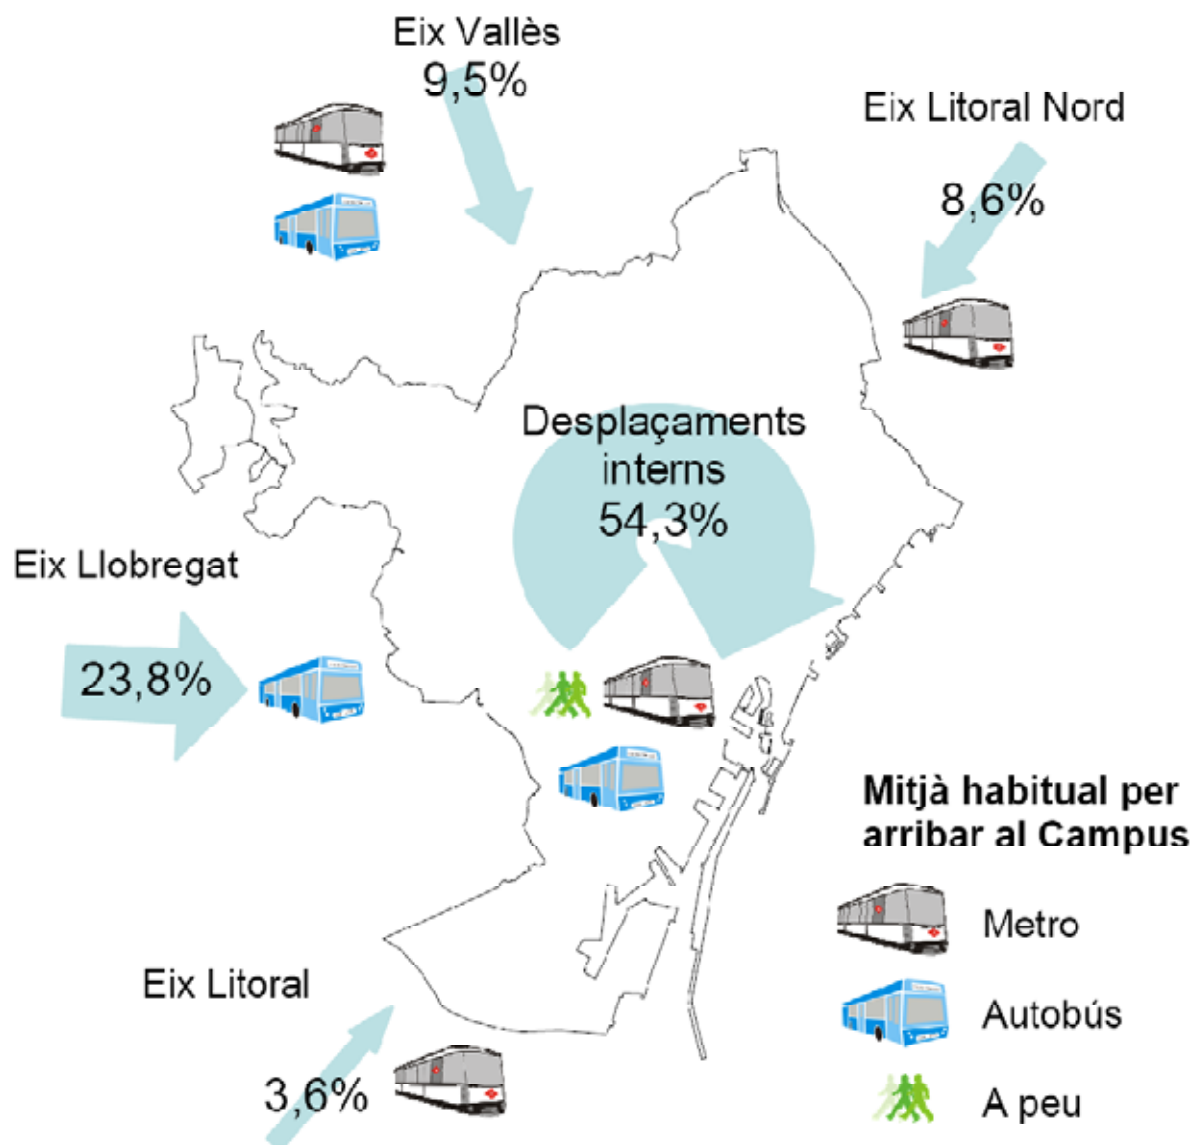 Eix Vallès
9,5%
Eix Litoral Nord
8,6%
Desplaçaments
interns
54,3%
Eix Llobregat
23,8%
Mitjà habitual per
arribar al Campus
Metro
Autobús
A peu
Eix Litoral
3,6%